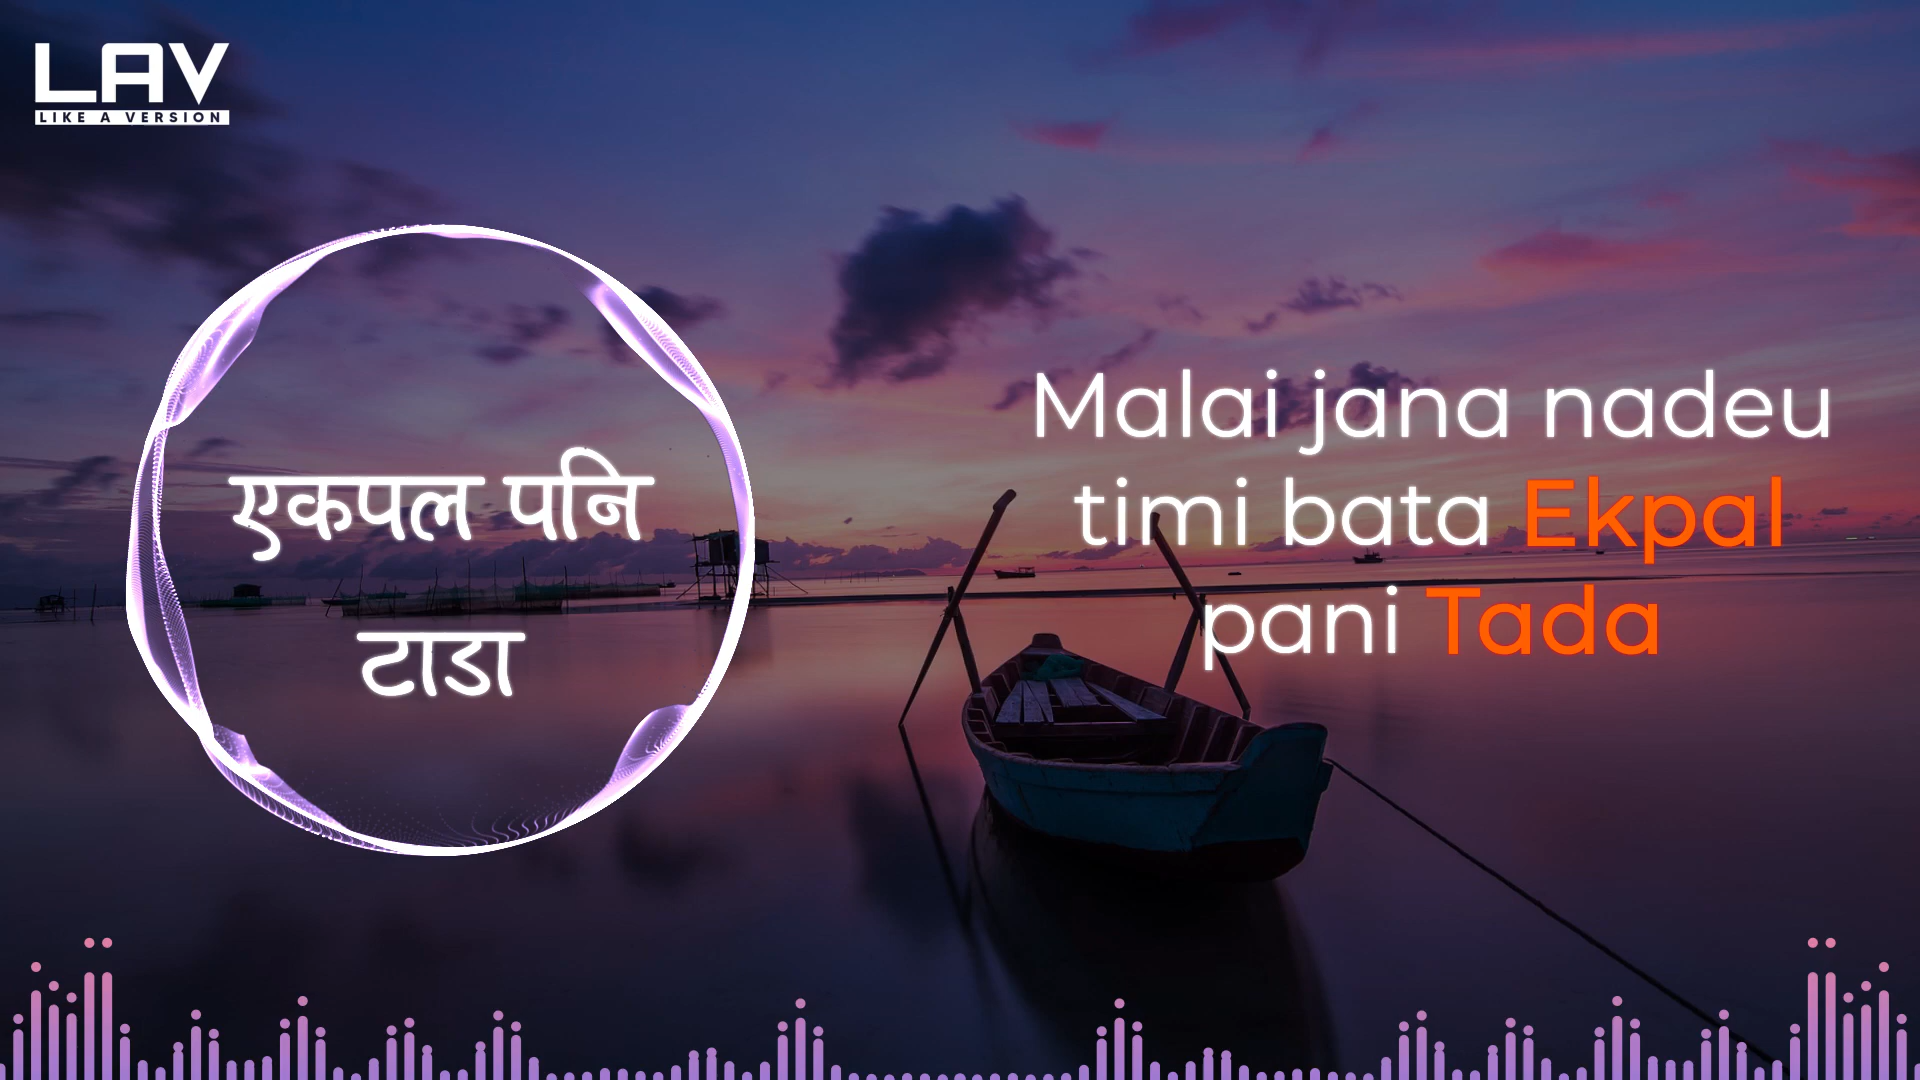 LAV
LIKE A VERSION
एकपल पनि
टाडा
Malai jana nadeu
timi bata Ekpal
pani Tada